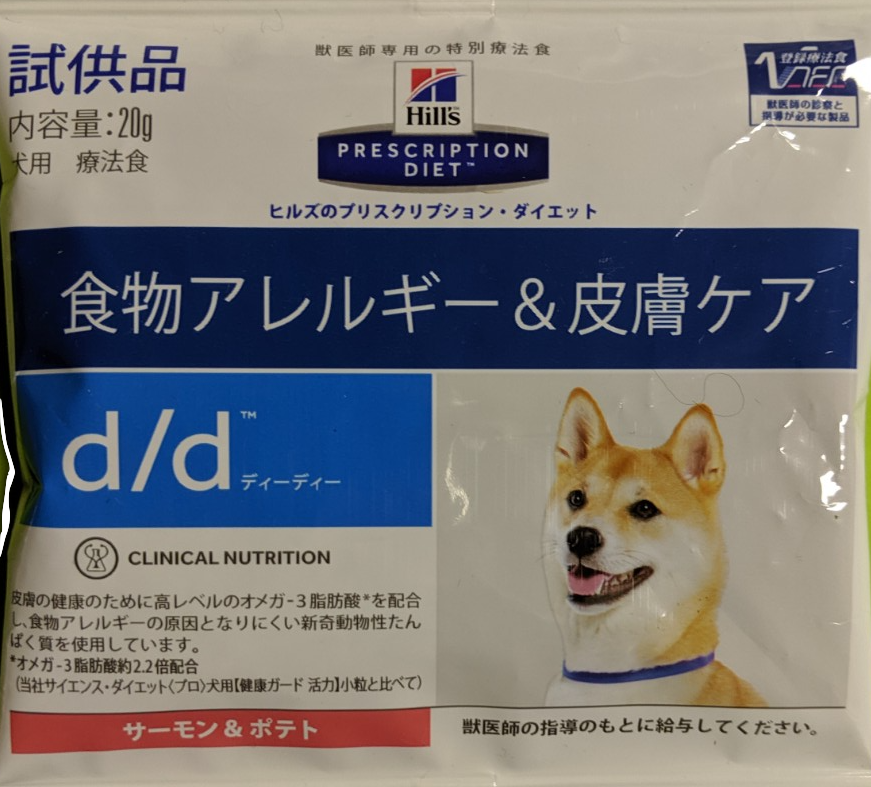 試供品
内容量:20g
犬用 療法食
獣医師専用の特別療法食
Hill's™
PRESCRIPTION
DIET™
ヒルズのプリスクリプション・ダイエット
登録療法食
獣医師の診察と
指導が必要な製品
食物アレルギー&皮膚ケア
d/d™
ディーディー
CLINICAL NUTRITION
皮膚の健康のために高レベルのオメガ-3脂肪酸*を配合
し、食物アレルギーの原因となりにくい新奇動物性たん
ぱく質を使用しています。
*オメガ-3脂肪酸約2.2倍配合
(当社サイエンス・ダイエット〈プロ〉犬用【健康ガード 活力】小粒と比べて)
サーモン&ポテト
獣医師の指導のもとに給与してください。